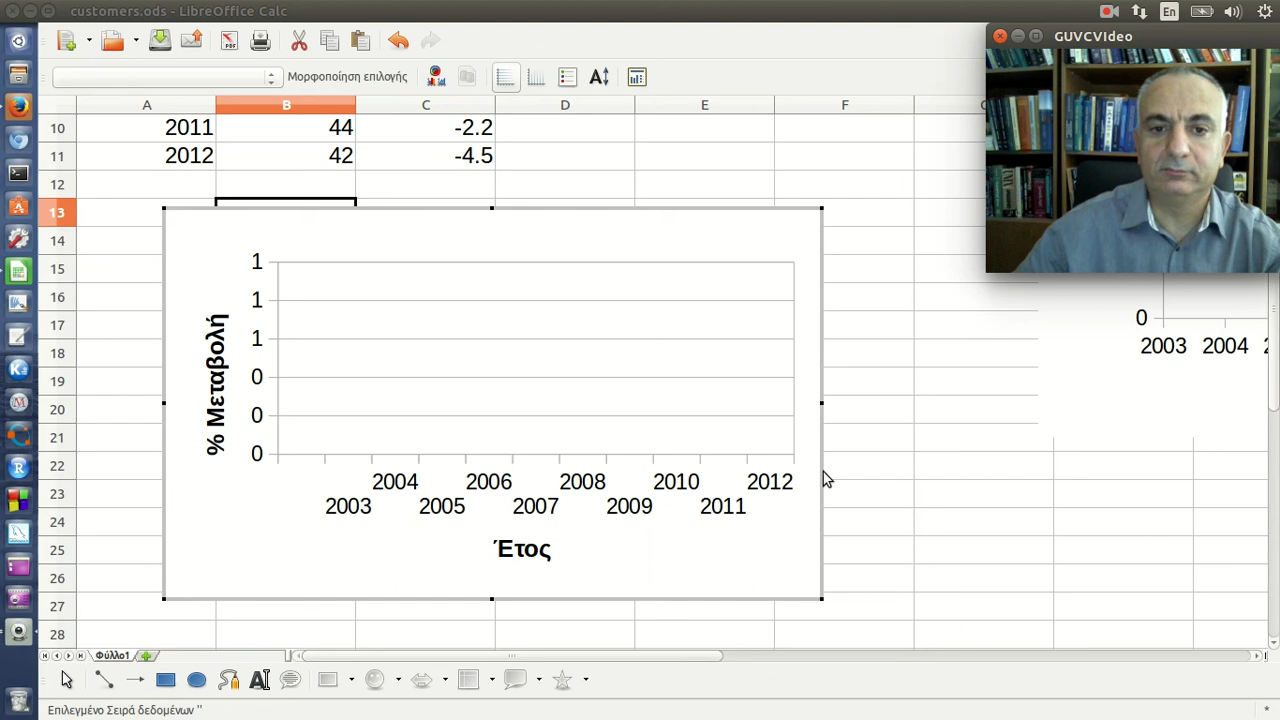 customers.ods - LibreOffice Calc
En
GUVCVIdeo
Μορφοποίηση επιλογής
A B C D E F
10 2011 44 -2.2
11 2012 42 -4.5
12
13
14
15
16
17
18
19
20
21
22
23
24
25
26
27
28
1
1
1
0
0
0
% Μεταβολή
2004 2006 2008 2010 2012
2003 2005 2007 2009 2011
Έτος
0
2003 2004
Φύλλο1
Επιλεγμένο Σειρά δεδομένων ''